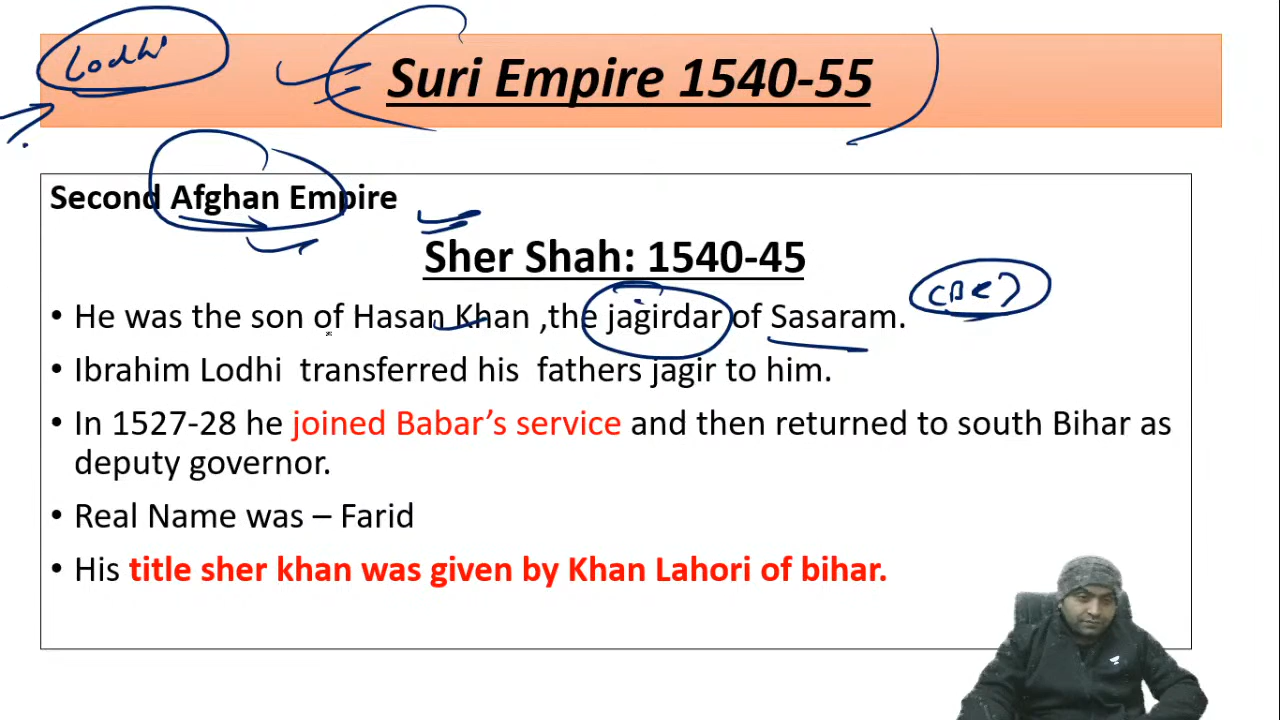 Lodhi
Suri Empire 1540-55
Second Afghan Empire
Sher Shah: 1540-45
• He was the son of Hasan Khan ,the jagirdar of Sasaram.
• Ibrahim Lodhi transferred his fathers jagir to him.
• In 1527-28 he joined Babar’s service and then returned to south Bihar as
deputy governor.
• Real Name was – Farid
• His title sher khan was given by Khan Lahori of bihar.